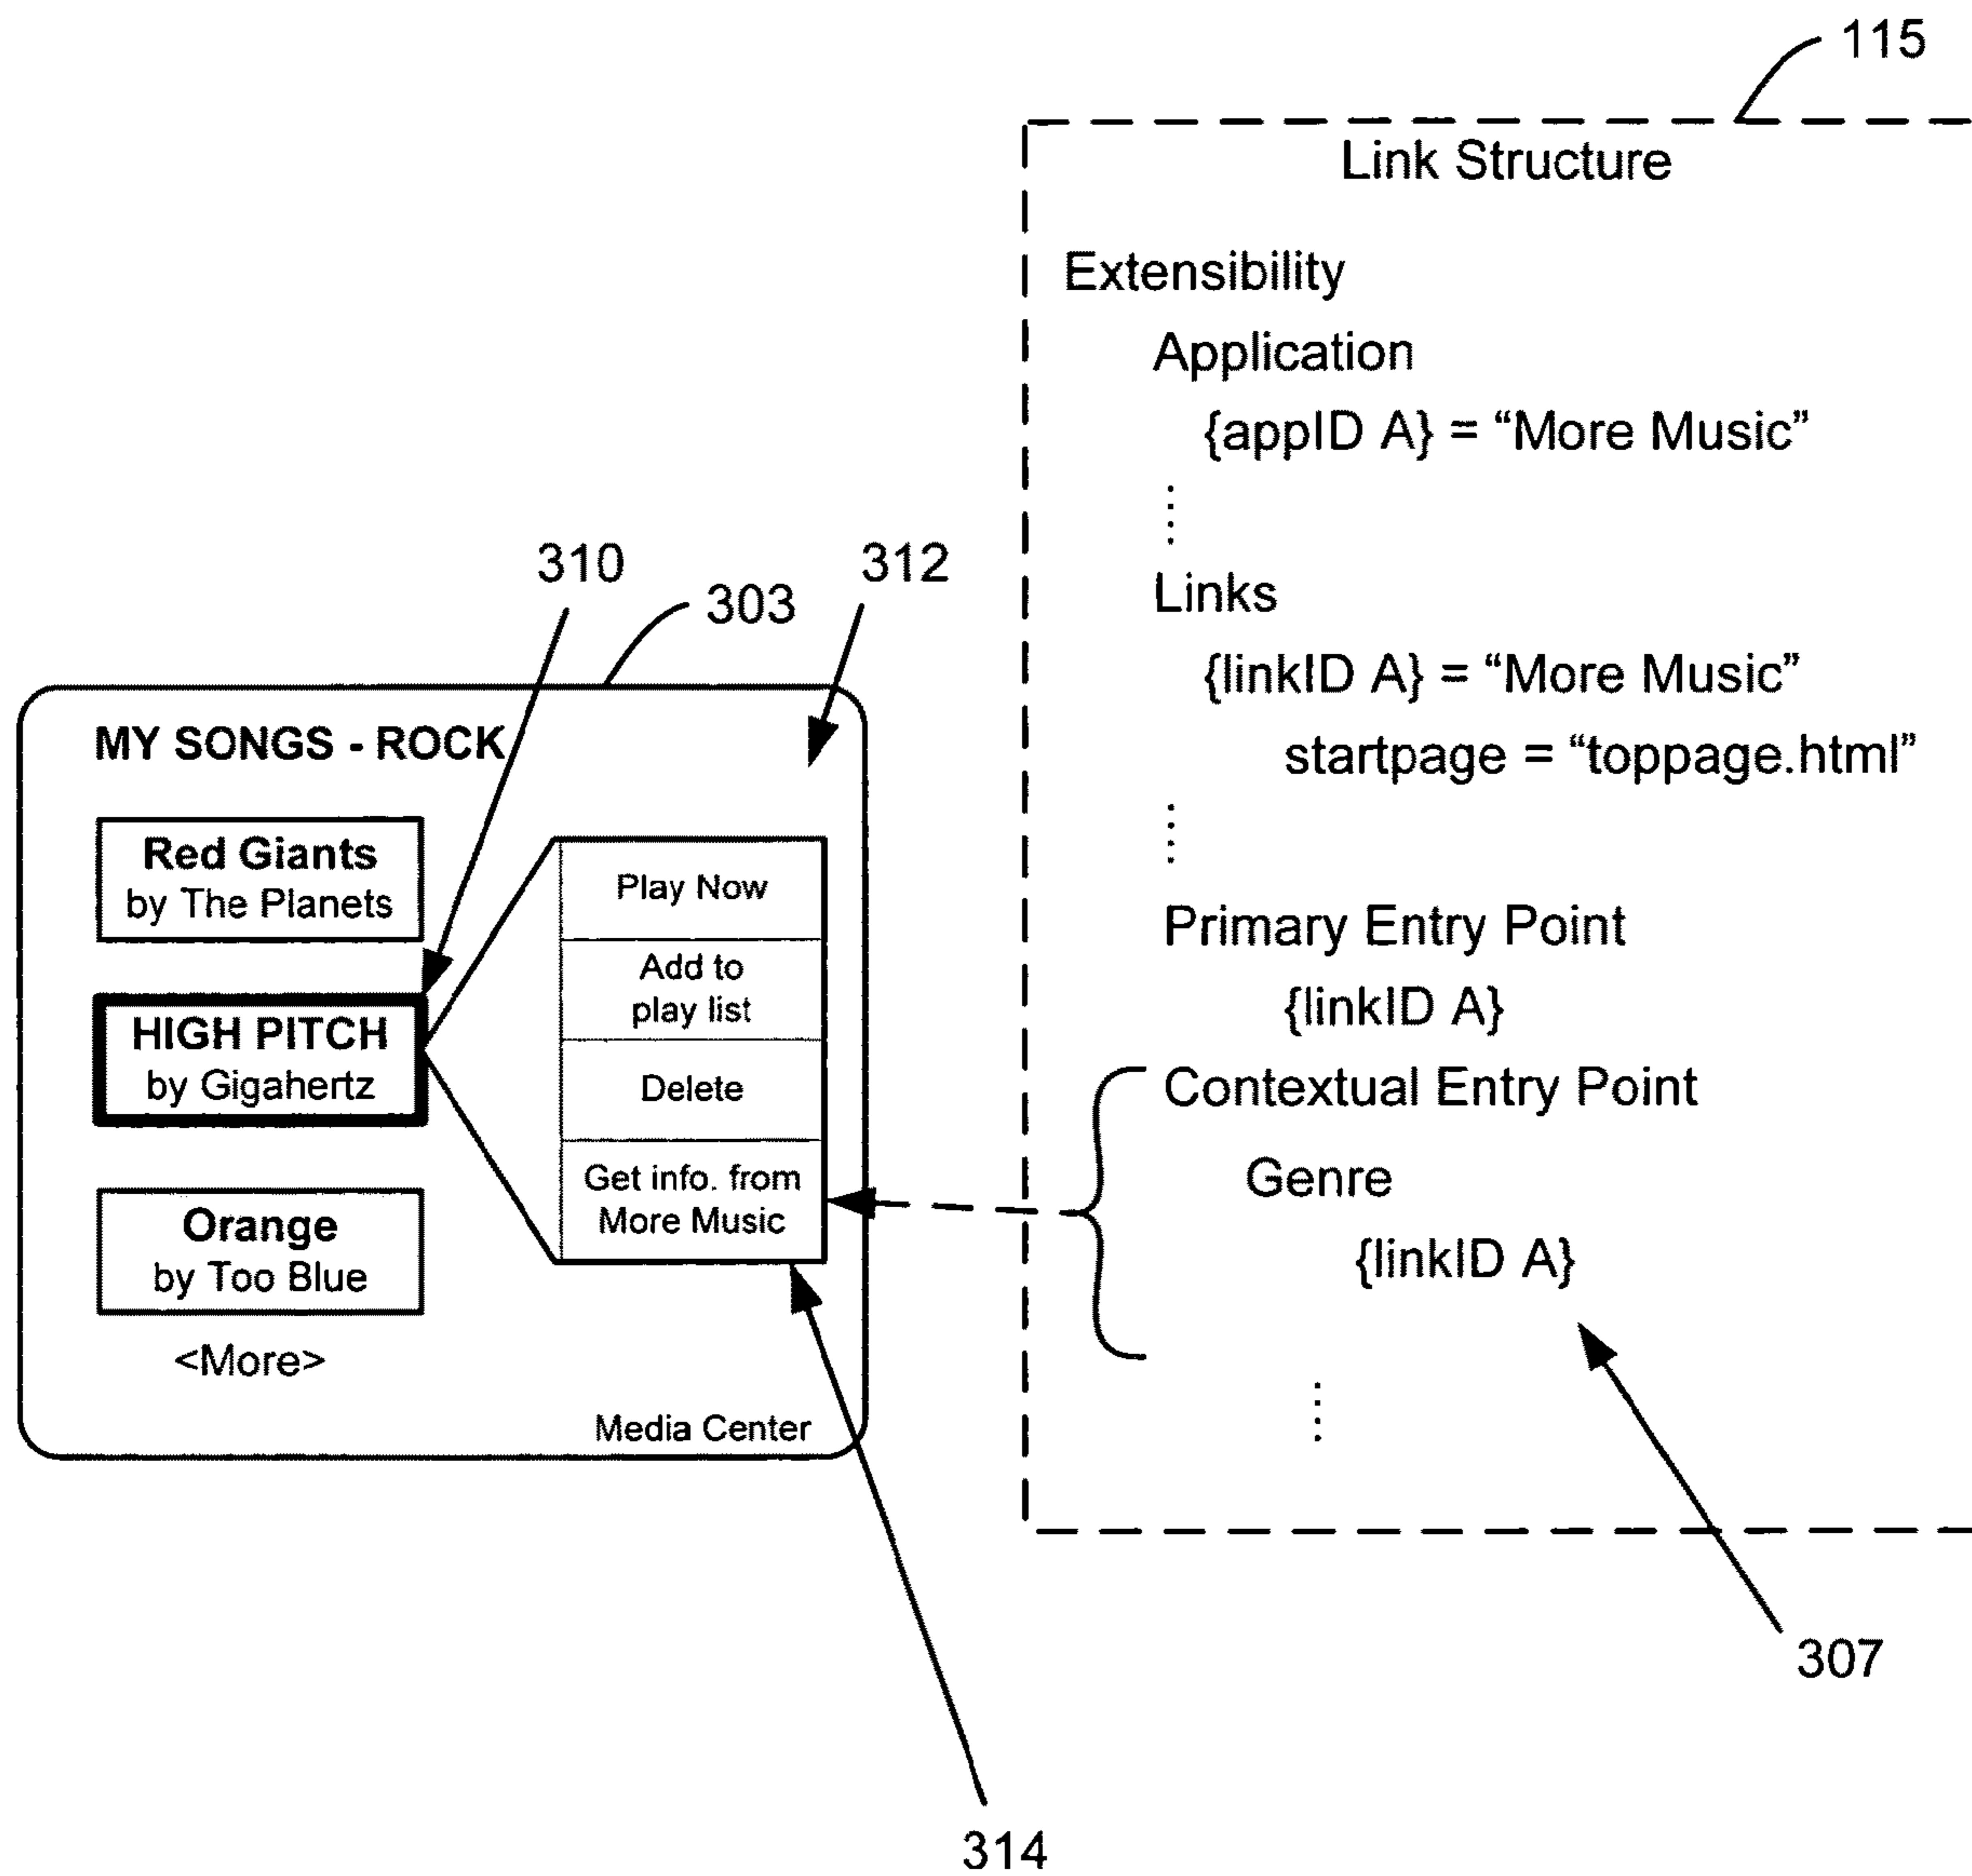 115
Link Structure
Extensibility
Application
{appID A} = “More Music”
Links
{linkID A} = “More Music”
startpage = “toppage.html”
Primary Entry Point
{linkID A}
Contextual Entry Point
Genre
{linkID A}
307
310
303
312
MY SONGS - ROCK
Red Giants
by The Planets
HIGH PITCH
by Gigahertz
Orange
by Too Blue
<More>
Play Now
Add to
play list
Delete
Get info. from
More Music
Media Center
314